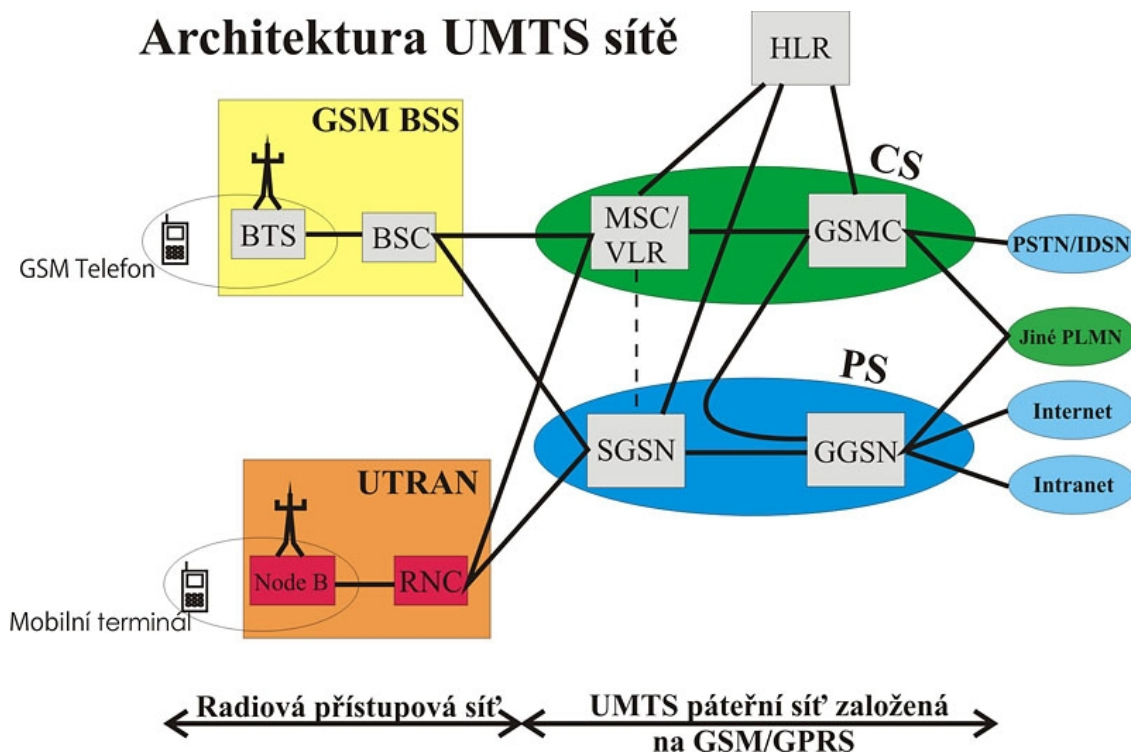 Architektura UMTS sítě
HLR
GSM BSS
CS
BTS
BSC
MSC/
VLR
GSMC
PSTN/IDSN
GSM Telefon
Jiné PLMN
PS
Internet
SGSN
GGSN
UTRAN
Intranet
Node B
RNC
Mobilní terminál
Radiová přístupová síť
UMTS páteřní síť založená
na GSM/GPRS